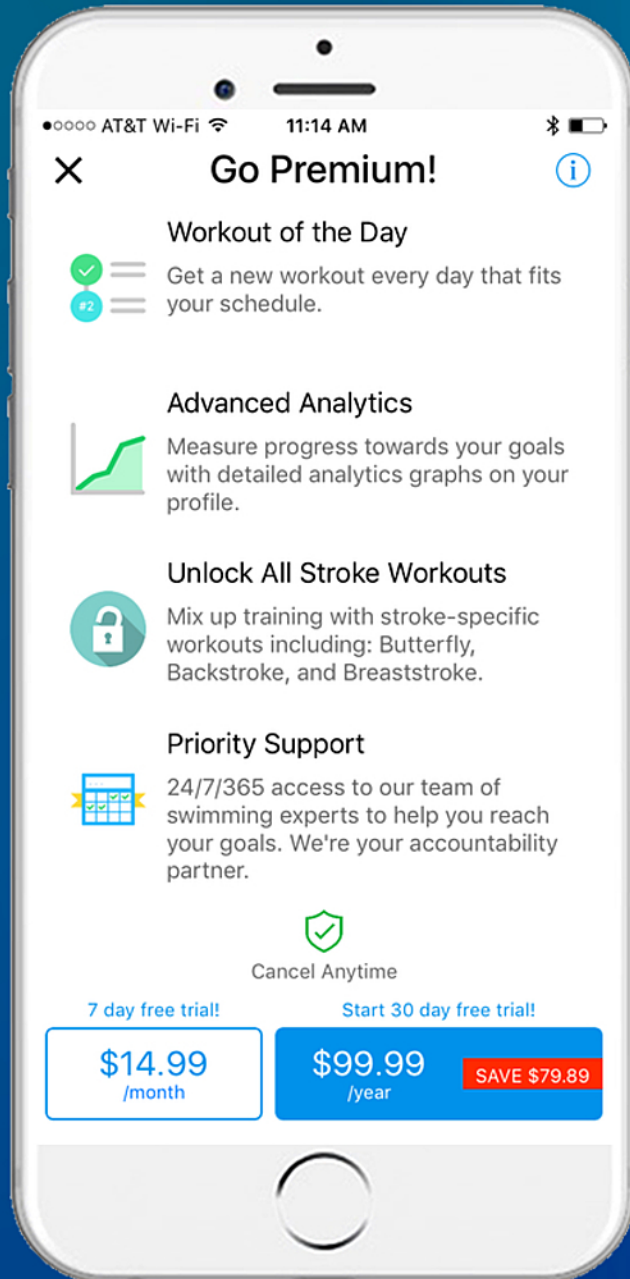 ●○○○○ AT&T Wi-Fi 11:14 AM
Go Premium!
i
Workout of the Day
Get a new workout every day that fits
your schedule.
#2
Advanced Analytics
Measure progress towards your goals
with detailed analytics graphs on your
profile.
Unlock All Stroke Workouts
Mix up training with stroke-specific
workouts including: Butterfly,
Backstroke, and Breaststroke.
Priority Support
24/7/365 access to our team of
swimming experts to help you reach
your goals. We're your accountability
partner.
Cancel Anytime
7 day free trial!
$14.99
/month
Start 30 day free trial!
$99.99
/year
SAVE $79.89